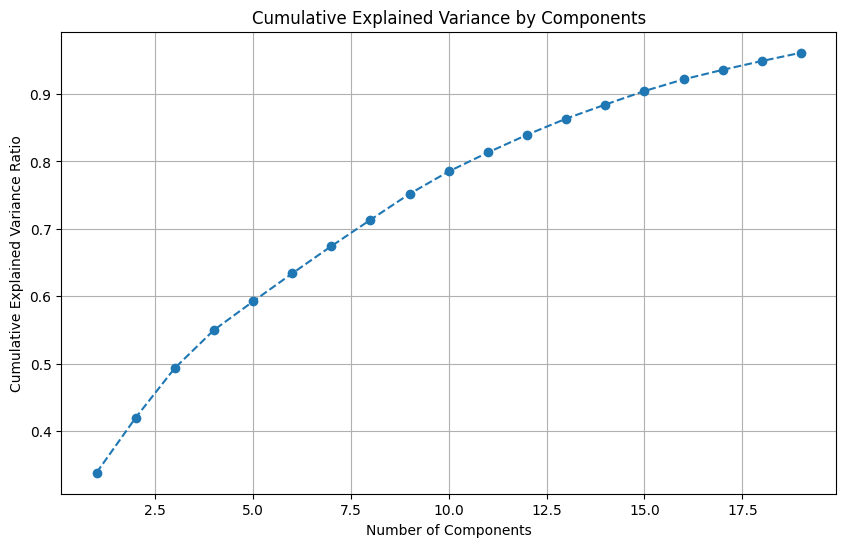 Cumulative Explained Variance by Components
Cumulative Explained Variance Ratio
0.9
0.8
0.7
0.6
0.5
0.4
2.5 5.0 7.5 10.0 12.5 15.0 17.5
Number of Components